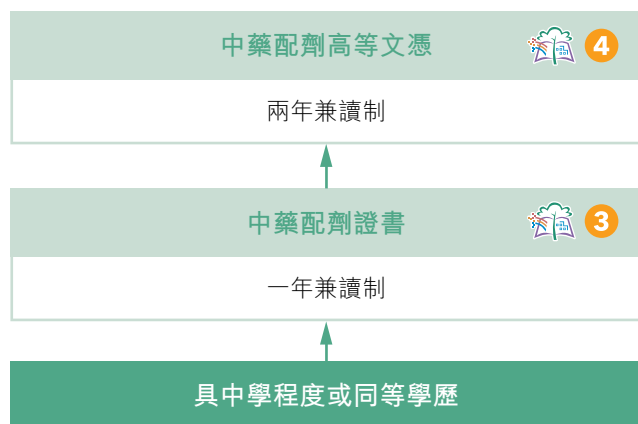 中藥配劑高等文憑 4
兩年兼讀制
中藥配劑證書 3
一年兼讀制
具中學程度或同等學歷